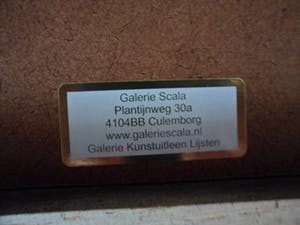 Galerie Scala
Plantijnweg 30a
4104BB Culemborg
www.galeriescala.nl
Galerie Kunstuitleen Lijsten